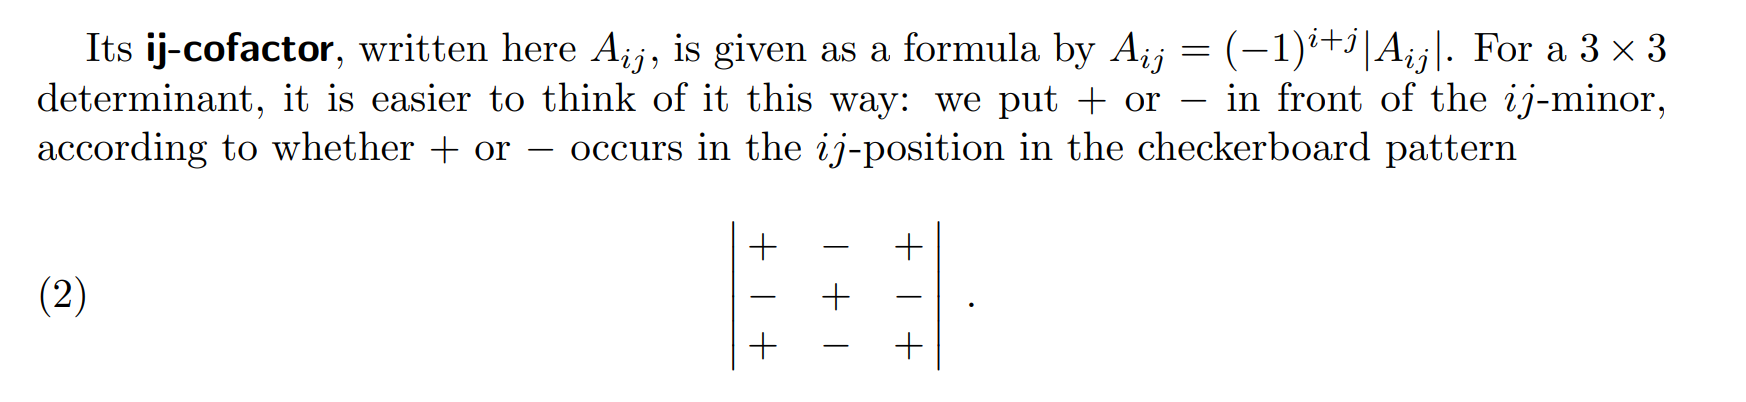 Its ij-cofactor, written here $A_{ij}$, is given as a formula by $A_{ij} = (-1)^{i+j}|A_{ij}|$. For a $3 \times 3$
determinant, it is easier to think of it this way: we put + or − in front of the $ij$-minor,
according to whether + or − occurs in the $ij$-position in the checkerboard pattern
(2) $\begin{vmatrix} + & - & + \\ - & + & - \\ + & - & + \end{vmatrix}$ .